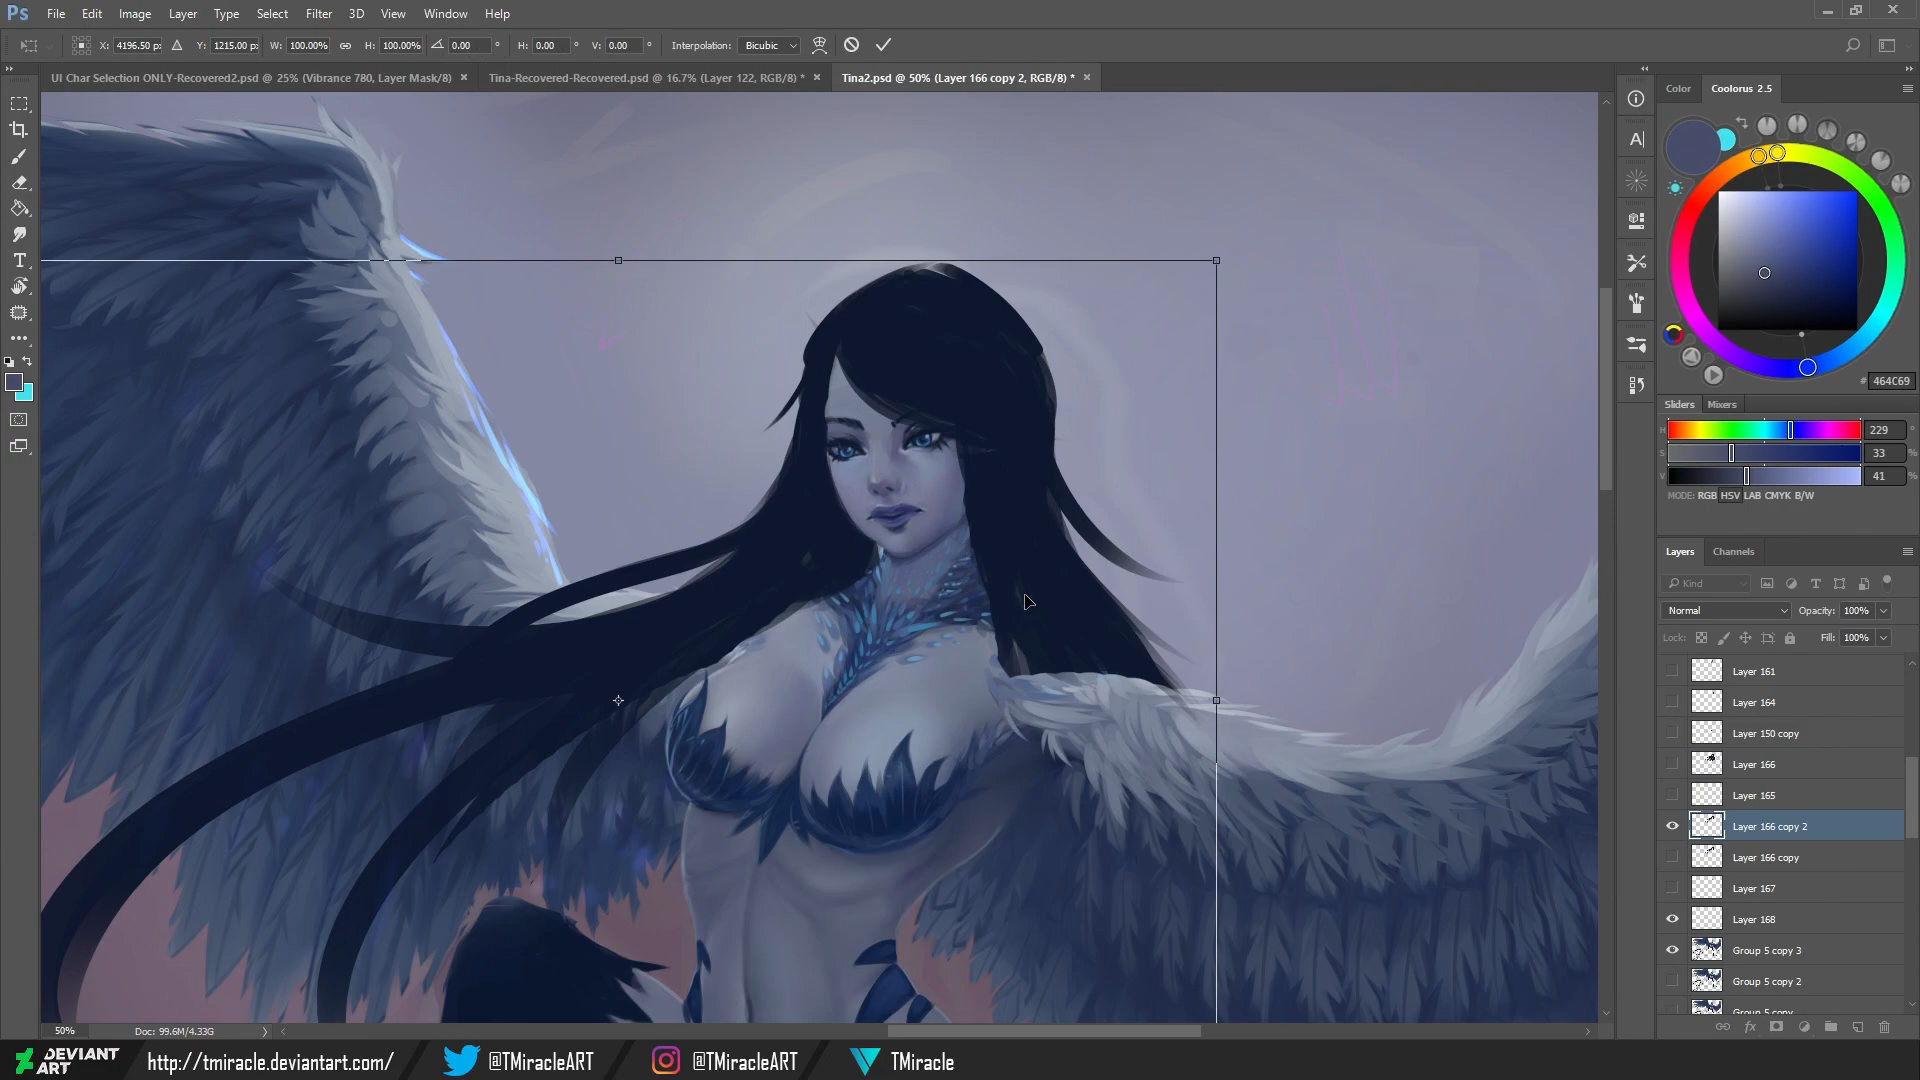 Ps File Edit Image Layer Type Select Filter 3D View Window Help
X: 4196.50 p: Y: 1215.00 p: W: 100.00% H: 100.00% 0.00 ° H: 0.00 ° V: 0.00 ° Interpolation: Bicubic
UI Char Selection ONLY-Recovered2.psd @ 25% (Vibrance 780, Layer Mask/8) × Tina-Recovered-Recovered.psd @ 16.7% (Layer 122, RGB/8) * × Tina2.psd @ 50% (Layer 166 copy 2, RGB/8) * ×
Color Coolorus 2.5
# 464C69
Sliders Mixers
H 229 °
S 33 %
V 41 %
MODE: RGB HSV LAB CMYK B/W
Layers Channels
Kind
Normal Opacity: 100%
Lock: Fill: 100%
Layer 161
Layer 164
Layer 150 copy
Layer 166
Layer 165
Layer 166 copy 2
Layer 166 copy
Layer 167
Layer 168
Group 5 copy 3
Group 5 copy 2
Group 5 copy
50% Doc: 99.6M/4.33G
DEVIANT ART http://tmiracle.deviantart.com/ @TMiracleART @TMiracleART TMiracle